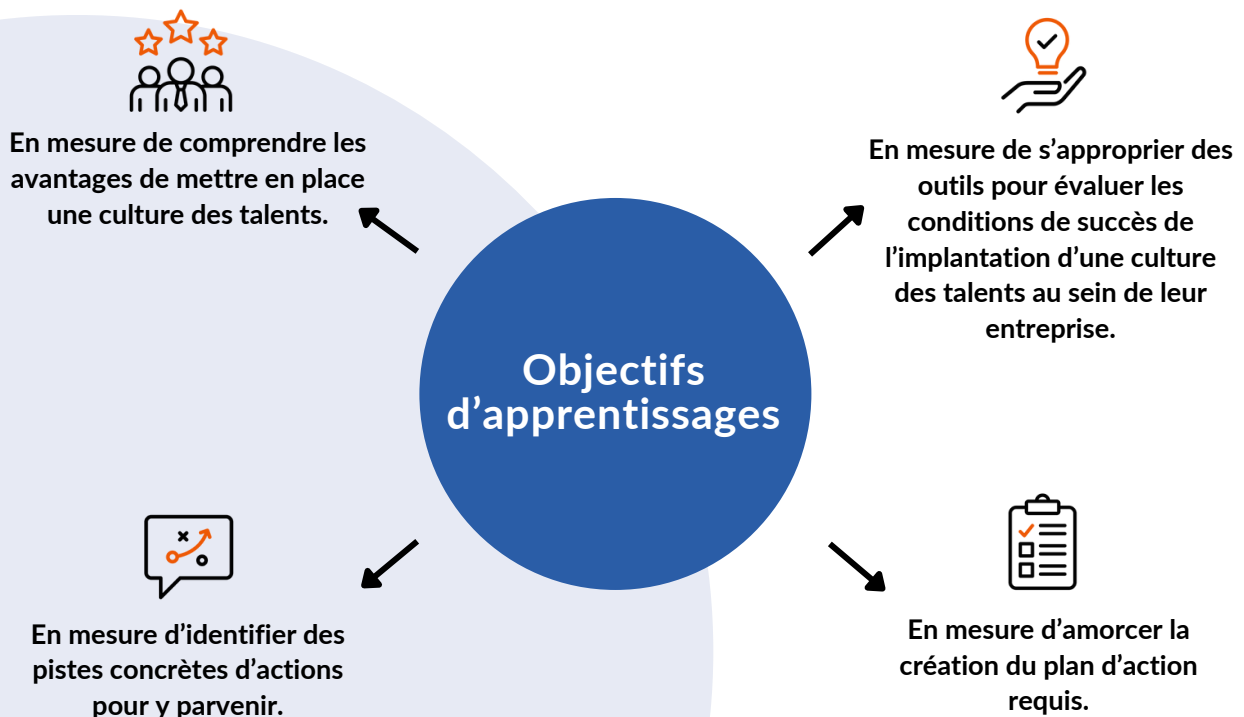 En mesure de comprendre les
avantages de mettre en place
une culture des talents.
En mesure de s’approprier des
outils pour évaluer les
conditions de succès de
l’implantation d’une culture
des talents au sein de leur
entreprise.
Objectifs
d’apprentissages
En mesure d’identifier des
pistes concrètes d’actions
pour y parvenir.
En mesure d’amorcer la
création du plan d’action
requis.